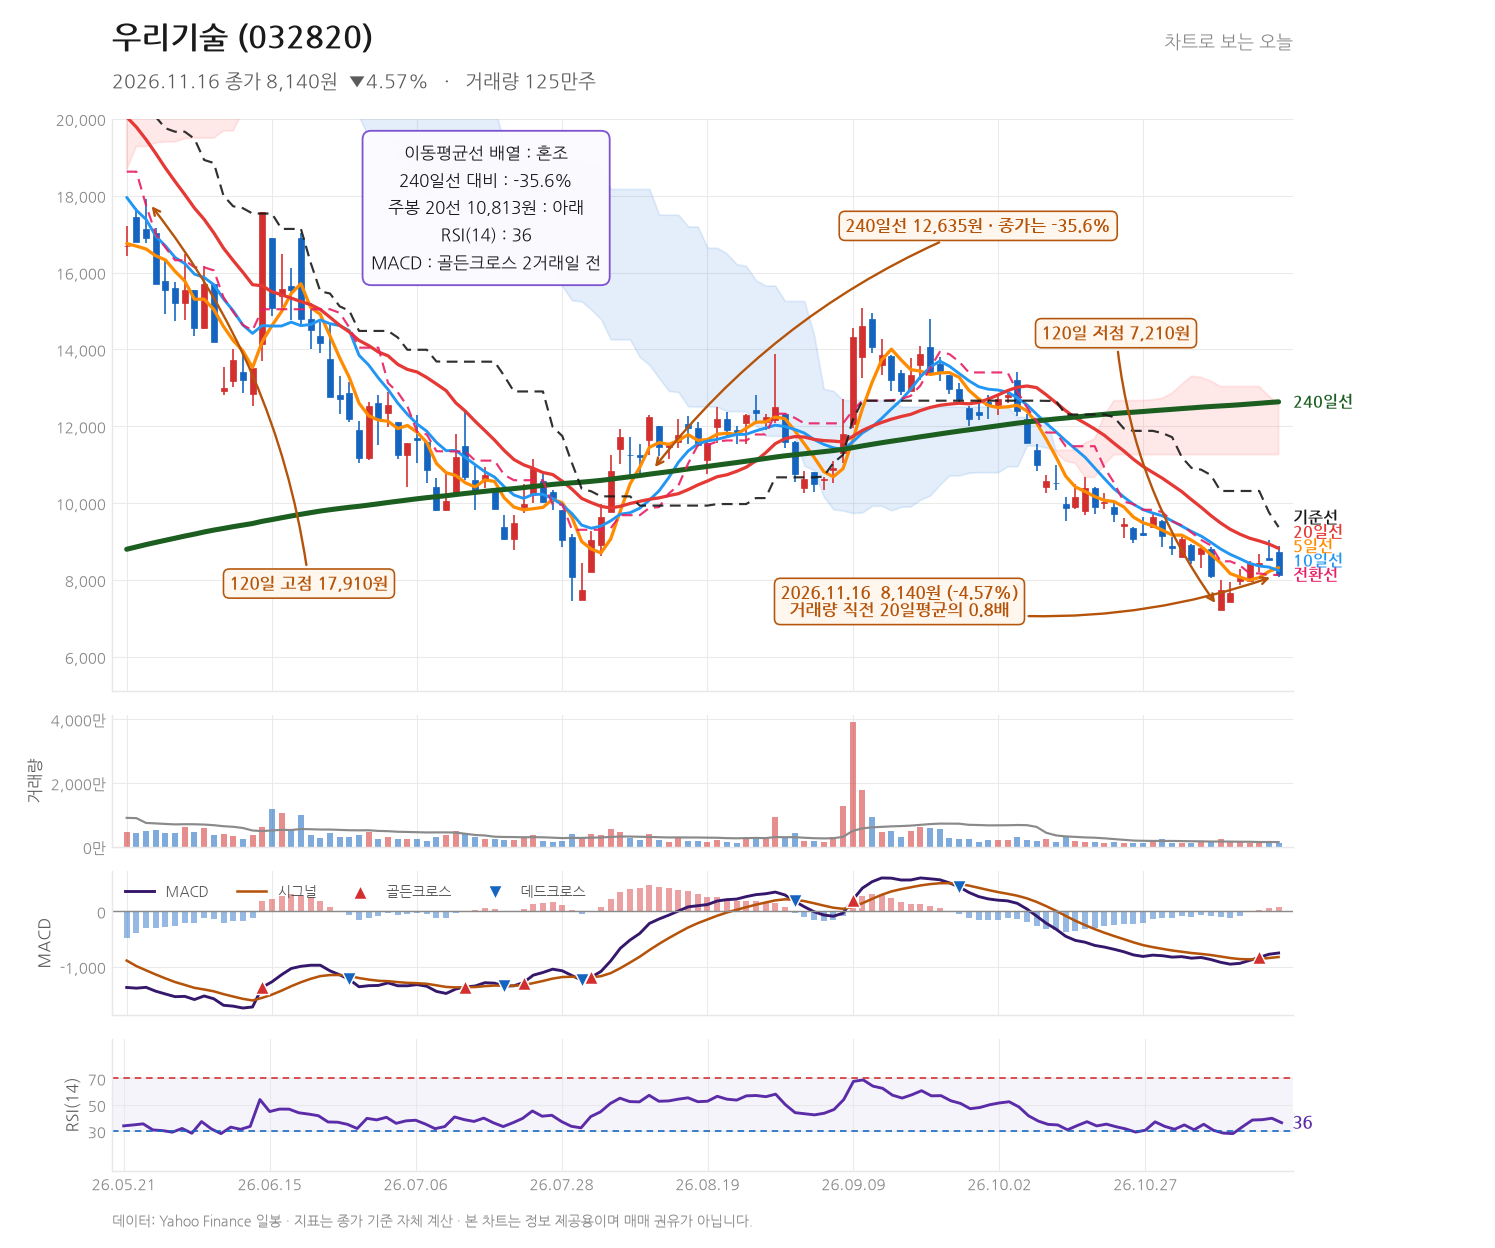 우리기술 (032820)
차트로 보는 오늘
2026.11.16 종가 8,140원 ▼4.57% · 거래량 125만주
20,000
18,000
16,000
14,000
12,000
10,000
8,000
6,000
이동평균선 배열 : 혼조
240일선 대비 : -35.6%
주봉 20선 10,813원 : 아래
RSI(14) : 36
MACD : 골든크로스 2거래일 전
240일선 12,635원 · 종가는 -35.6%
120일 저점 7,210원
120일 고점 17,910원
2026.11.16 8,140원 (-4.57%)
거래량 직전 20일평균의 0.8배
240일선
기준선
20일선
5일선
10일선
전환선
거래량
4,000만
2,000만
0만
MACD
MACD
시그널
골든크로스
데드크로스
0
-1,000
RSI(14)
70
50
30
36
26.05.21
26.06.15
26.07.06
26.07.28
26.08.19
26.09.09
26.10.02
26.10.27
데이터: Yahoo Finance 일봉 · 지표는 종가 기준 자체 계산 · 본 차트는 정보 제공용이며 매매 권유가 아닙니다.